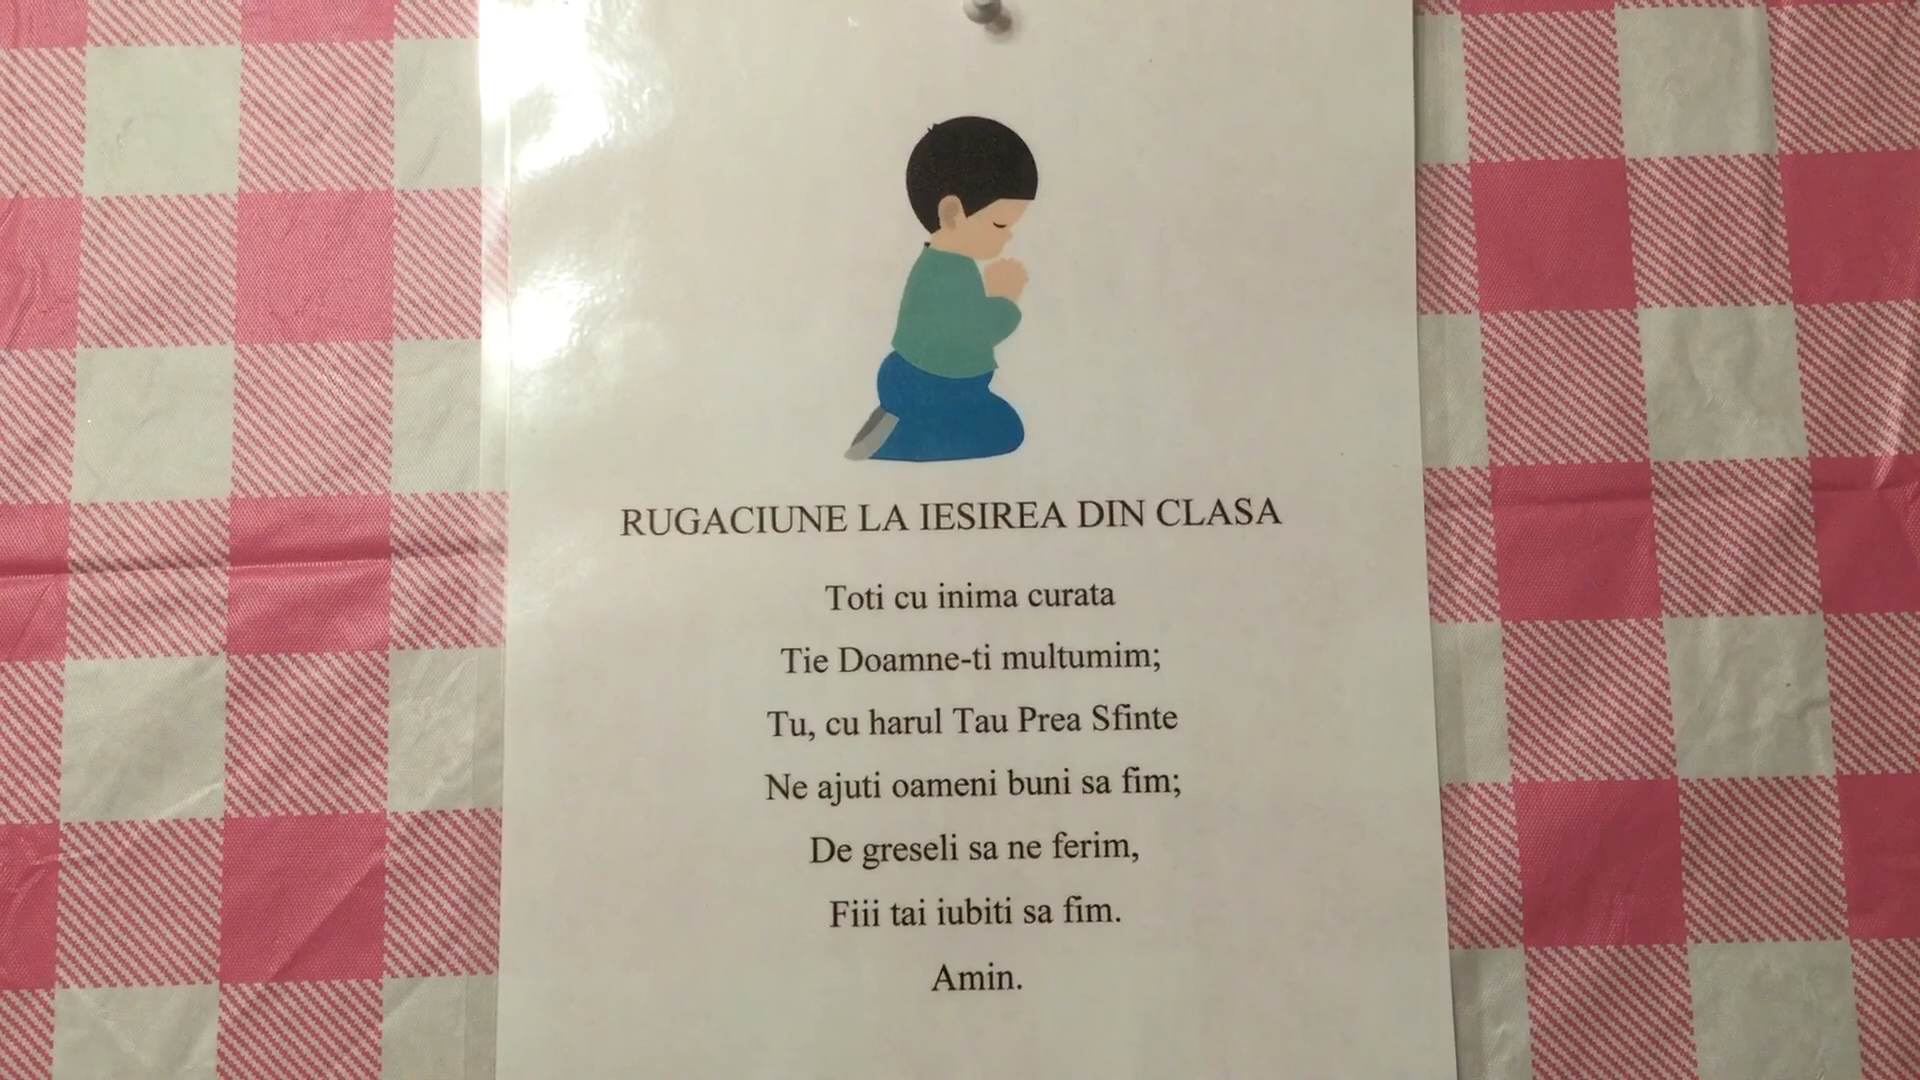 RUGACIUNE LA IESIREA DIN CLASA
Toti cu inima curata
Tie Doamne-ti multumim;
Tu, cu harul Tau Prea Sfinte
Ne ajuti oameni buni sa fim;
De greseli sa ne ferim,
Fiii tai iubiti sa fim.
Amin.